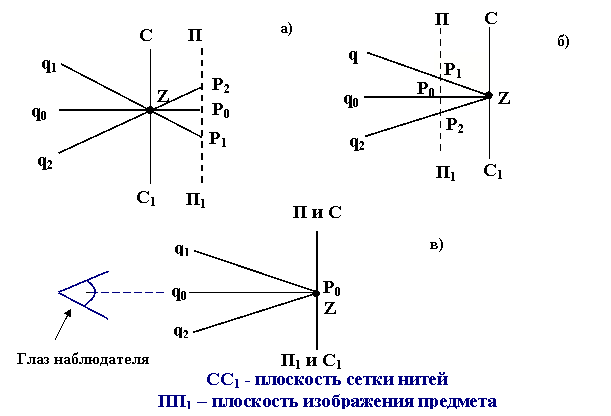 а)
С П
q₁
P₂
Z
q₀ P₀
P₁
q₂
С₁ П₁
б)
П С
q
P₁
P₀
q₀ Z
P₂
q₂
П₁ С₁
в)
П и С
q₁
q₀ P₀
Z
q₂
П₁ и С₁
Глаз наблюдателя
СС₁ - плоскость сетки нитей
ПП₁ – плоскость изображения предмета